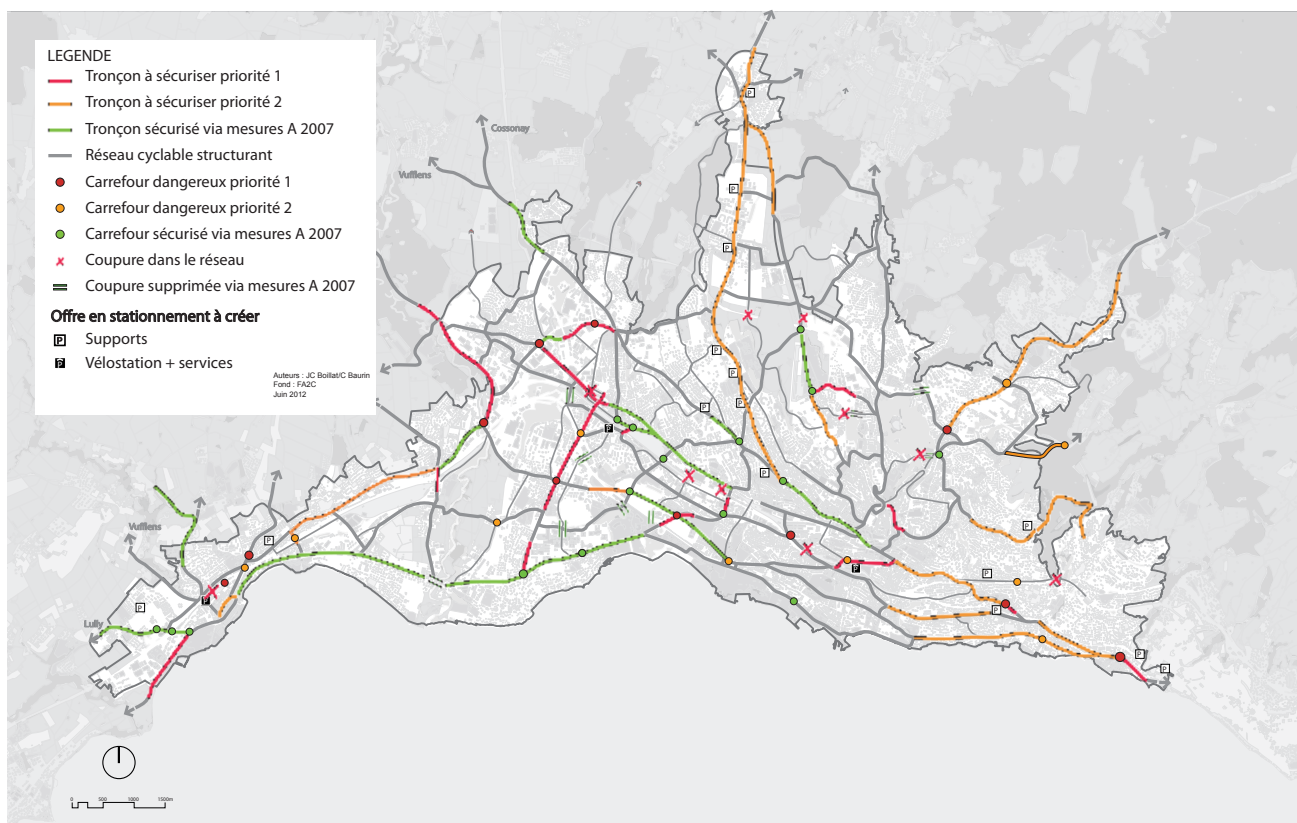 LEGENDE
Tronçon à sécuriser priorité 1
Tronçon à sécuriser priorité 2
Tronçon sécurisé via mesures A 2007
Réseau cyclable structurant
Carrefour dangereux priorité 1
Carrefour dangereux priorité 2
Carrefour sécurisé via mesures A 2007
Coupure dans le réseau
Coupure supprimée via mesures A 2007
Offre en stationnement à créer
P Supports
P Vélostation + services
Auteurs : JC Boillat/C Baurin
Fond : FA2C
Juin 2012
Cossonay
Vufflens
P
P
P
P
P
P
P
P
P
P
Vufflens
P
P
P
P
P
Lully
P
P
P
P
0 500 1000 1500m